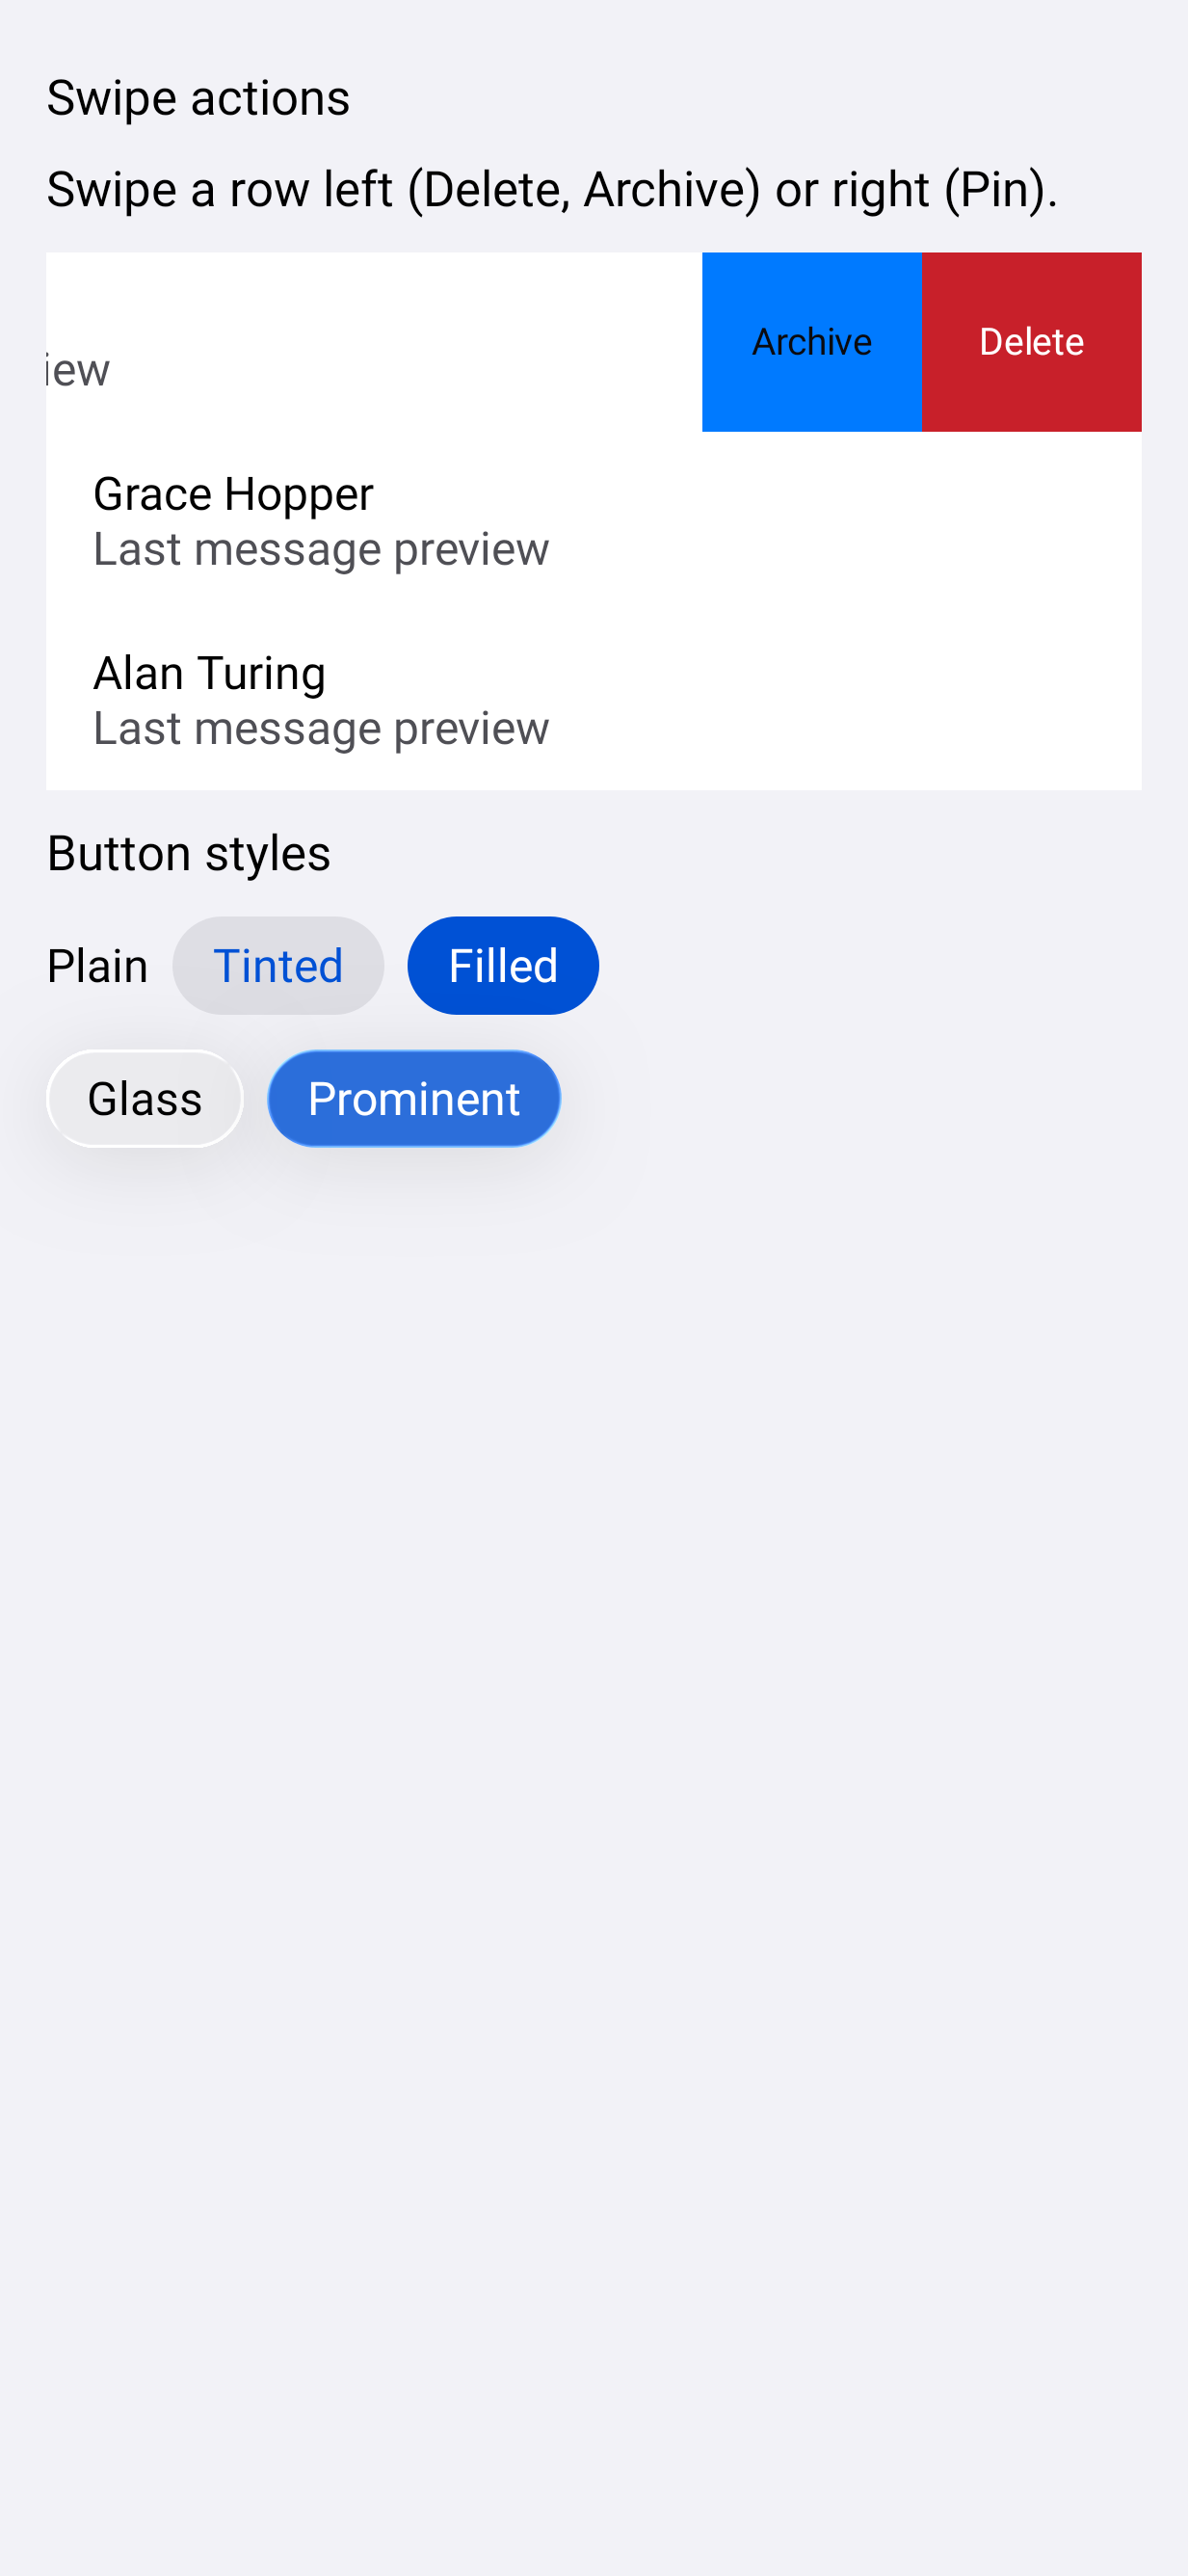 Swipe actions
Swipe a row left (Delete, Archive) or right (Pin).
iew Archive Delete
Grace Hopper
Last message preview
Alan Turing
Last message preview
Button styles
Plain Tinted Filled
Glass Prominent